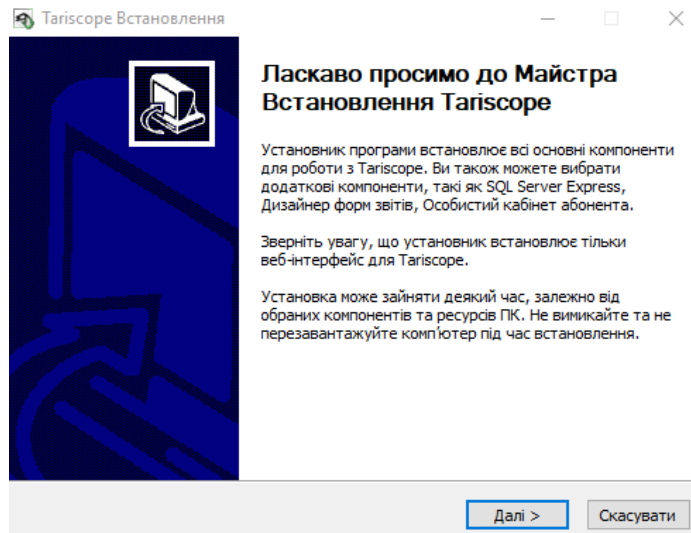 Tariscope Встановлення
Ласкаво просимо до Майстра
Встановлення Tariscope
Установник програми встановлює всі основні компоненти
для роботи з Tariscope. Ви також можете вибрати
додаткові компоненти, такі як SQL Server Express,
Дизайнер форм звітів, Особистий кабінет абонента.
Зверніть увагу, що установник встановлює тільки
веб-інтерфейс для Tariscope.
Установка може зайняти деякий час, залежно від
обраних компонентів та ресурсів ПК. Не вимикайте та не
перезавантажуйте комп'ютер під час встановлення.
Далі >
Скасувати